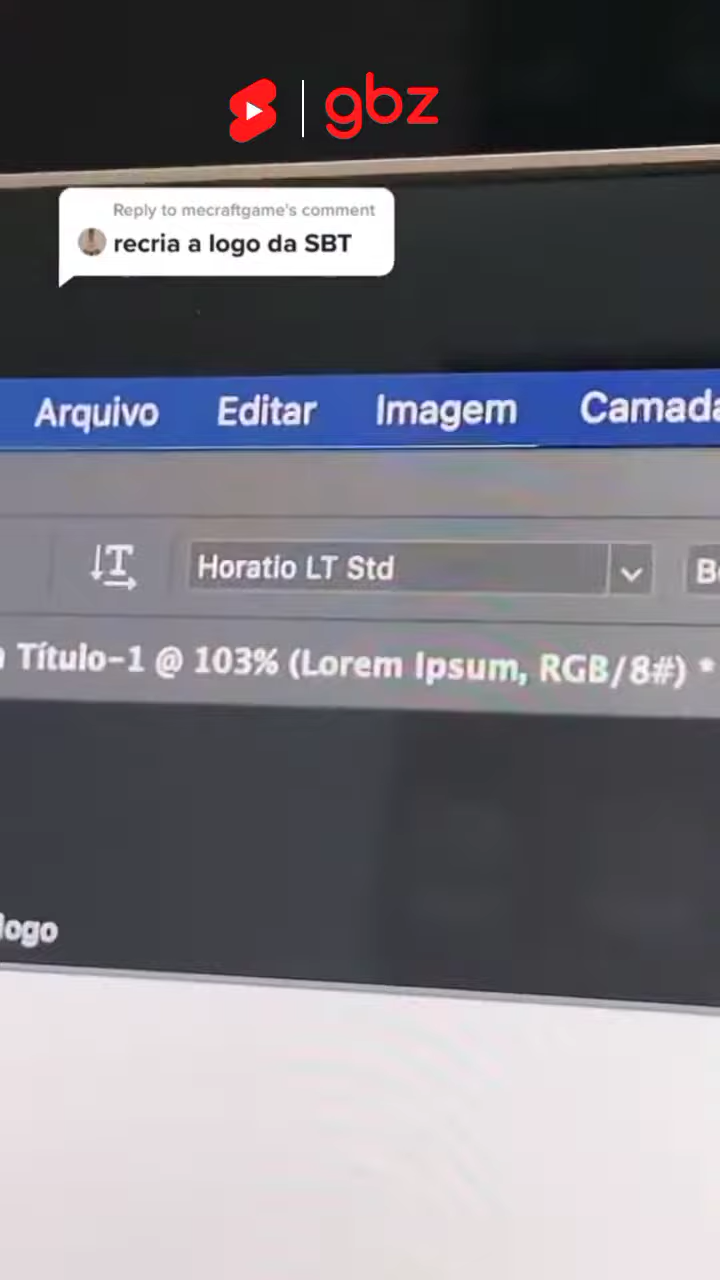 gbz
Reply to mecraftgame's comment
recria a logo da SBT
Arquivo Editar Imagem Camada
T Horatio LT Std
Título-1 @ 103% (Lorem Ipsum, RGB/8#) *
logo